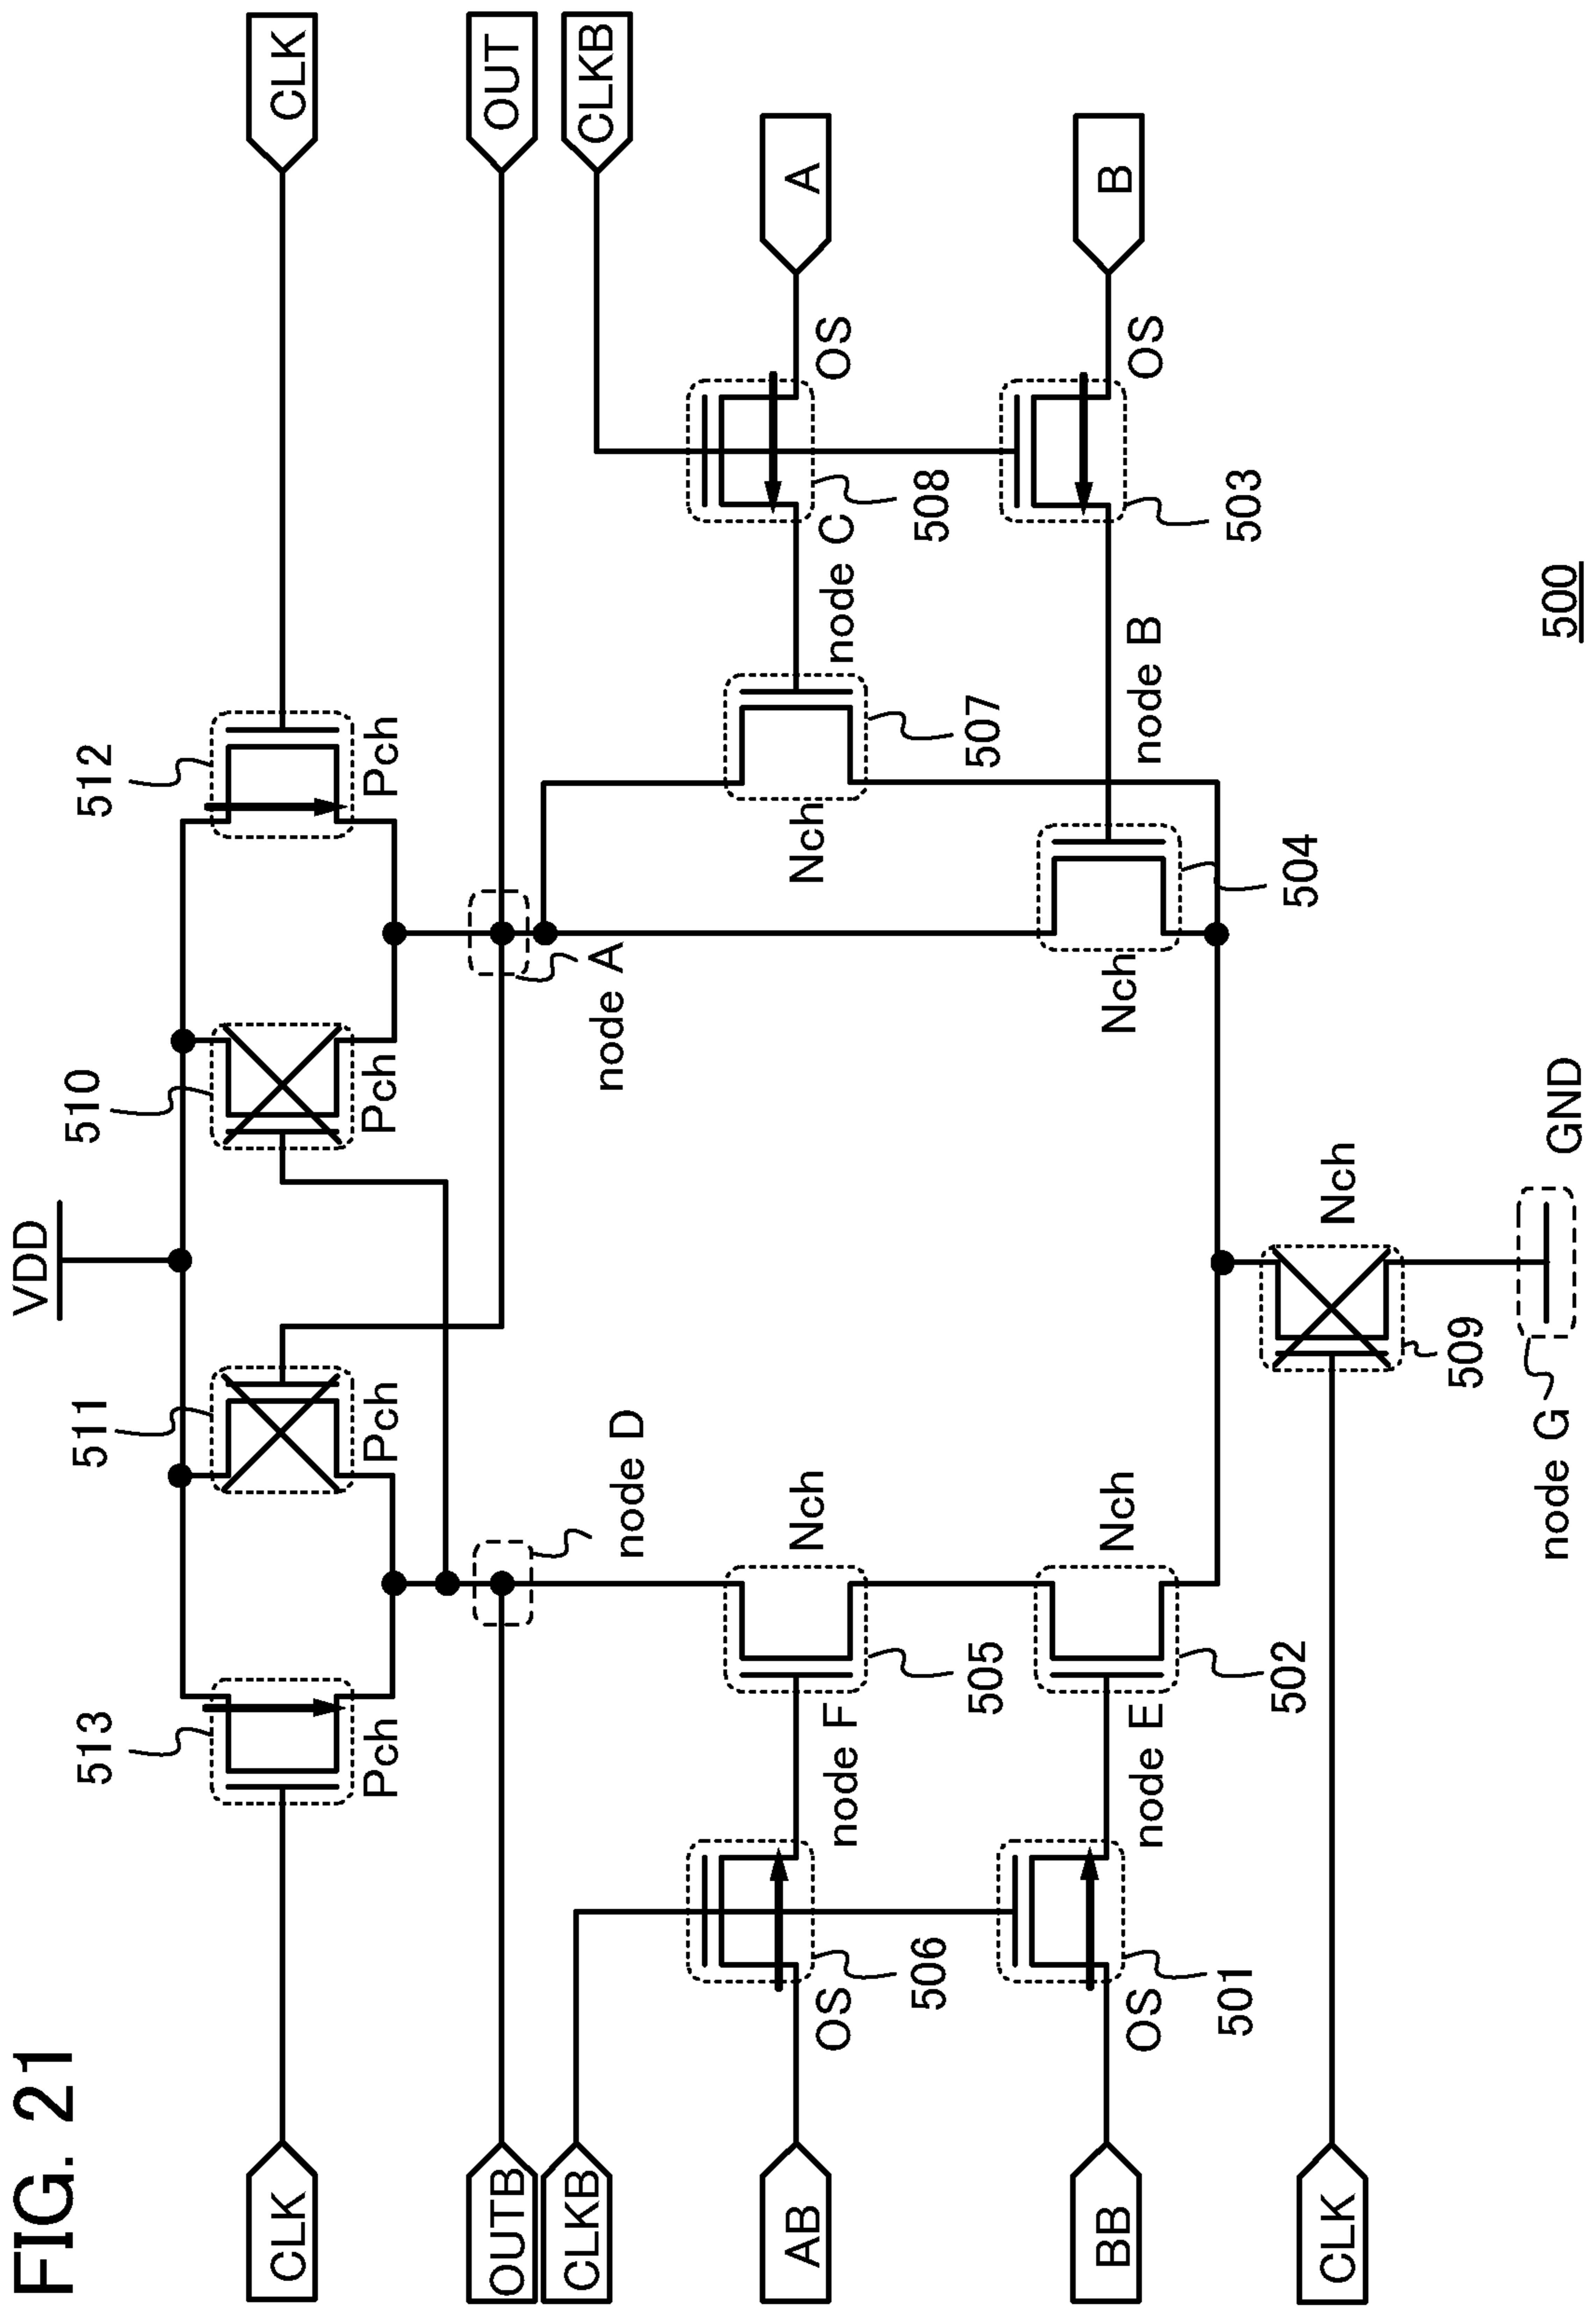 FIG. 21
VDD
513
511
510
512
CLK
Pch
Pch
Pch
Pch
CLK
OUTB
node D
node A
OUT
CLKB
CLKB
AB
OS
506
node F
505
Nch
Nch
507
node C
508
OS
A
BB
OS
501
node E
502
Nch
Nch
504
node B
503
OS
B
CLK
509
Nch
node G
GND
500